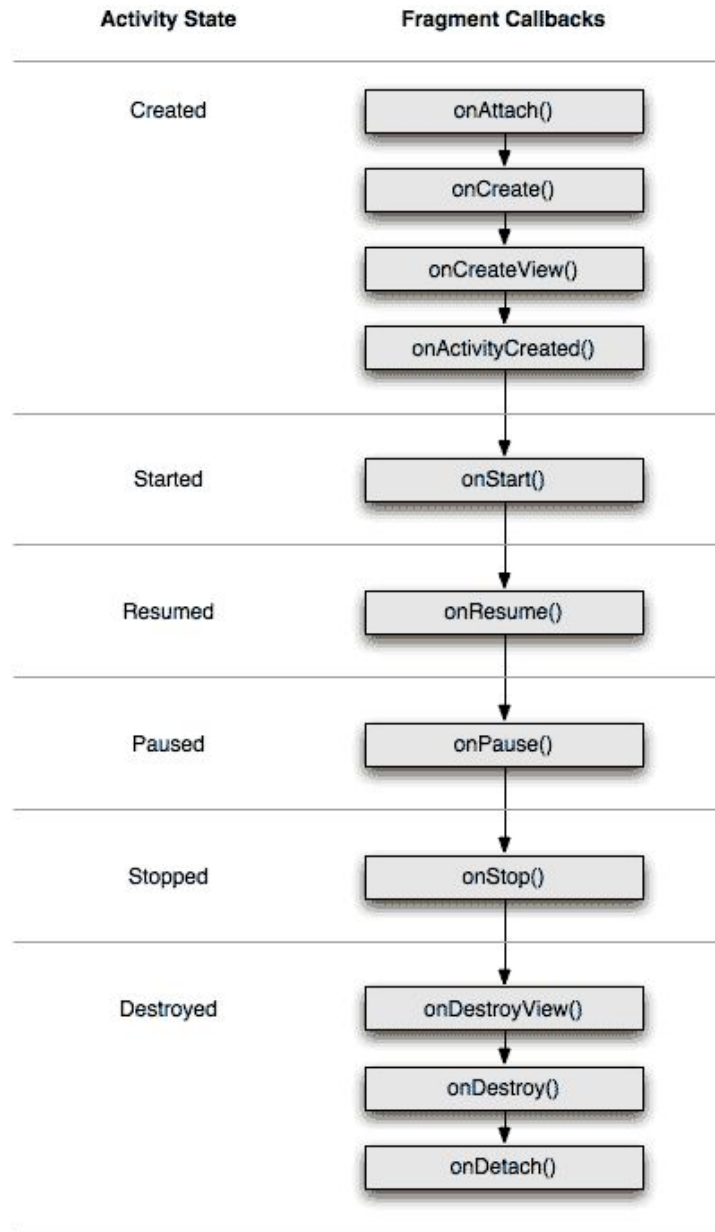 Activity State Fragment Callbacks
Created onAttach()
onCreate()
onCreateView()
onActivityCreated()
Started onStart()
Resumed onResume()
Paused onPause()
Stopped onStop()
Destroyed onDestroyView()
onDestroy()
onDetach()